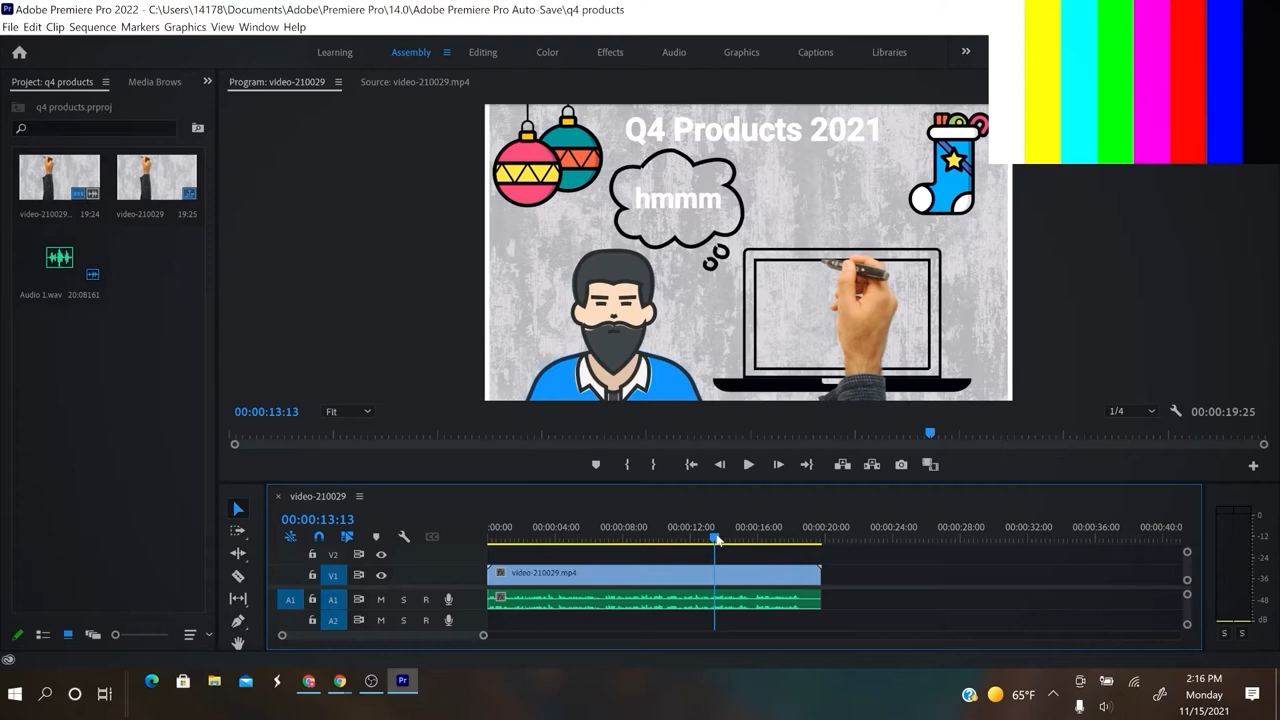 Adobe Premiere Pro 2022 - C:\Users\14178\Documents\Adobe\Premiere Pro\14.0\Adobe Premiere Pro Auto-Save\q4 products
File Edit Clip Sequence Markers Graphics View Window Help
Learning Assembly Editing Color Effects Audio Graphics Captions Libraries
Project: q4 products Media Brows Program: video-210029 Source: video-210029.mp4
q4 products.prproj
Q4 Products 2021
hmmm
video-210029... 19:24 video-210029 19:25
Audio 1.wav 20:08161
00:00:13:13 Fit 1/4 00:00:19:25
× video-210029
00:00:13:13
:00:00 00:00:04:00 00:00:08:00 00:00:12:00 00:00:16:00 00:00:20:00 00:00:24:00 00:00:28:00 00:00:32:00 00:00:36:00 00:00:40:0
V2
V1 video-210029.mp4
A1 A1 M S R
A2 M S R
0
-12
-24
-36
-48
dB
S S
65°F
2:16 PM
Monday
11/15/2021